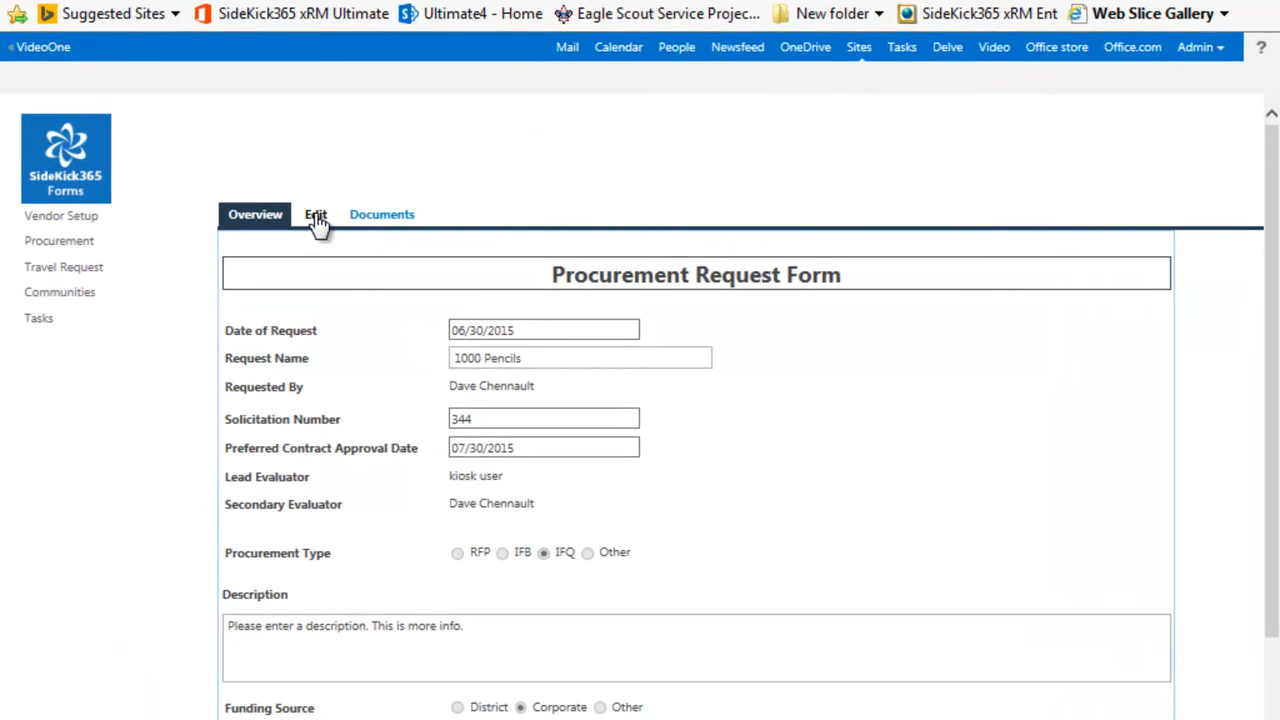 Suggested Sites SideKick365 xRM Ultimate Ultimate4 - Home Eagle Scout Service Projec... New folder SideKick365 xRM Ent Web Slice Gallery
VideoOne Mail Calendar People Newsfeed OneDrive Sites Tasks Delve Video Office store Office.com Admin ?
SideKick365
Forms
Vendor Setup
Procurement
Travel Request
Communities
Tasks
Overview Edit Documents
Procurement Request Form
Date of Request 06/30/2015
Request Name 1000 Pencils
Requested By Dave Chennault
Solicitation Number 344
Preferred Contract Approval Date 07/30/2015
Lead Evaluator kiosk user
Secondary Evaluator Dave Chennault
Procurement Type RFP IFB IFQ Other
Description
Please enter a description. This is more info.
Funding Source District Corporate Other